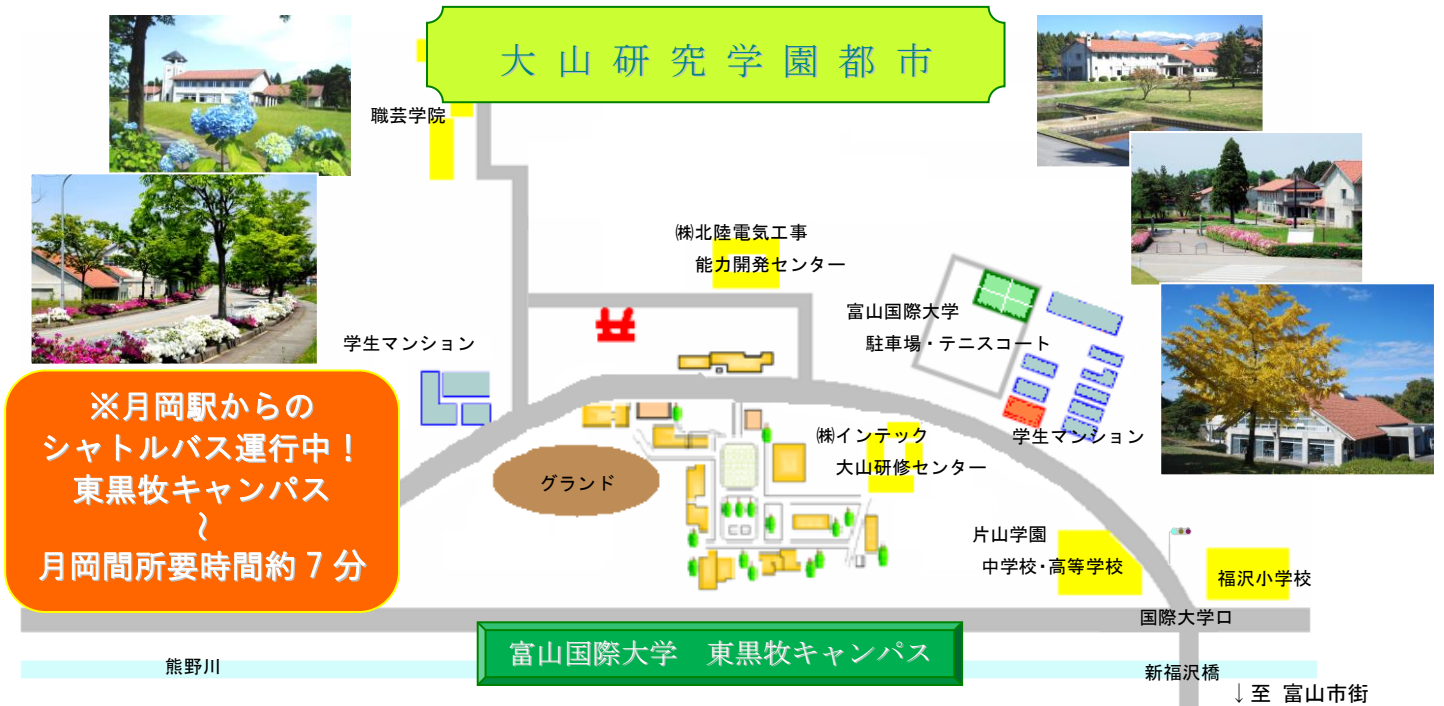 大山研究学園都市
職芸学院
㈱北陸電気工事
能力開発センター
富山国際大学
駐車場・テニスコート
学生マンション
※月岡駅からの
シャトルバス運行中！
東黒牧キャンパス
～
月岡間所要時間約７分
グランド
㈱インテック
大山研修センター
学生マンション
片山学園
中学校・高等学校
福沢小学校
国際大学口
富山国際大学　東黒牧キャンパス
熊野川
新福沢橋
↓至 富山市街